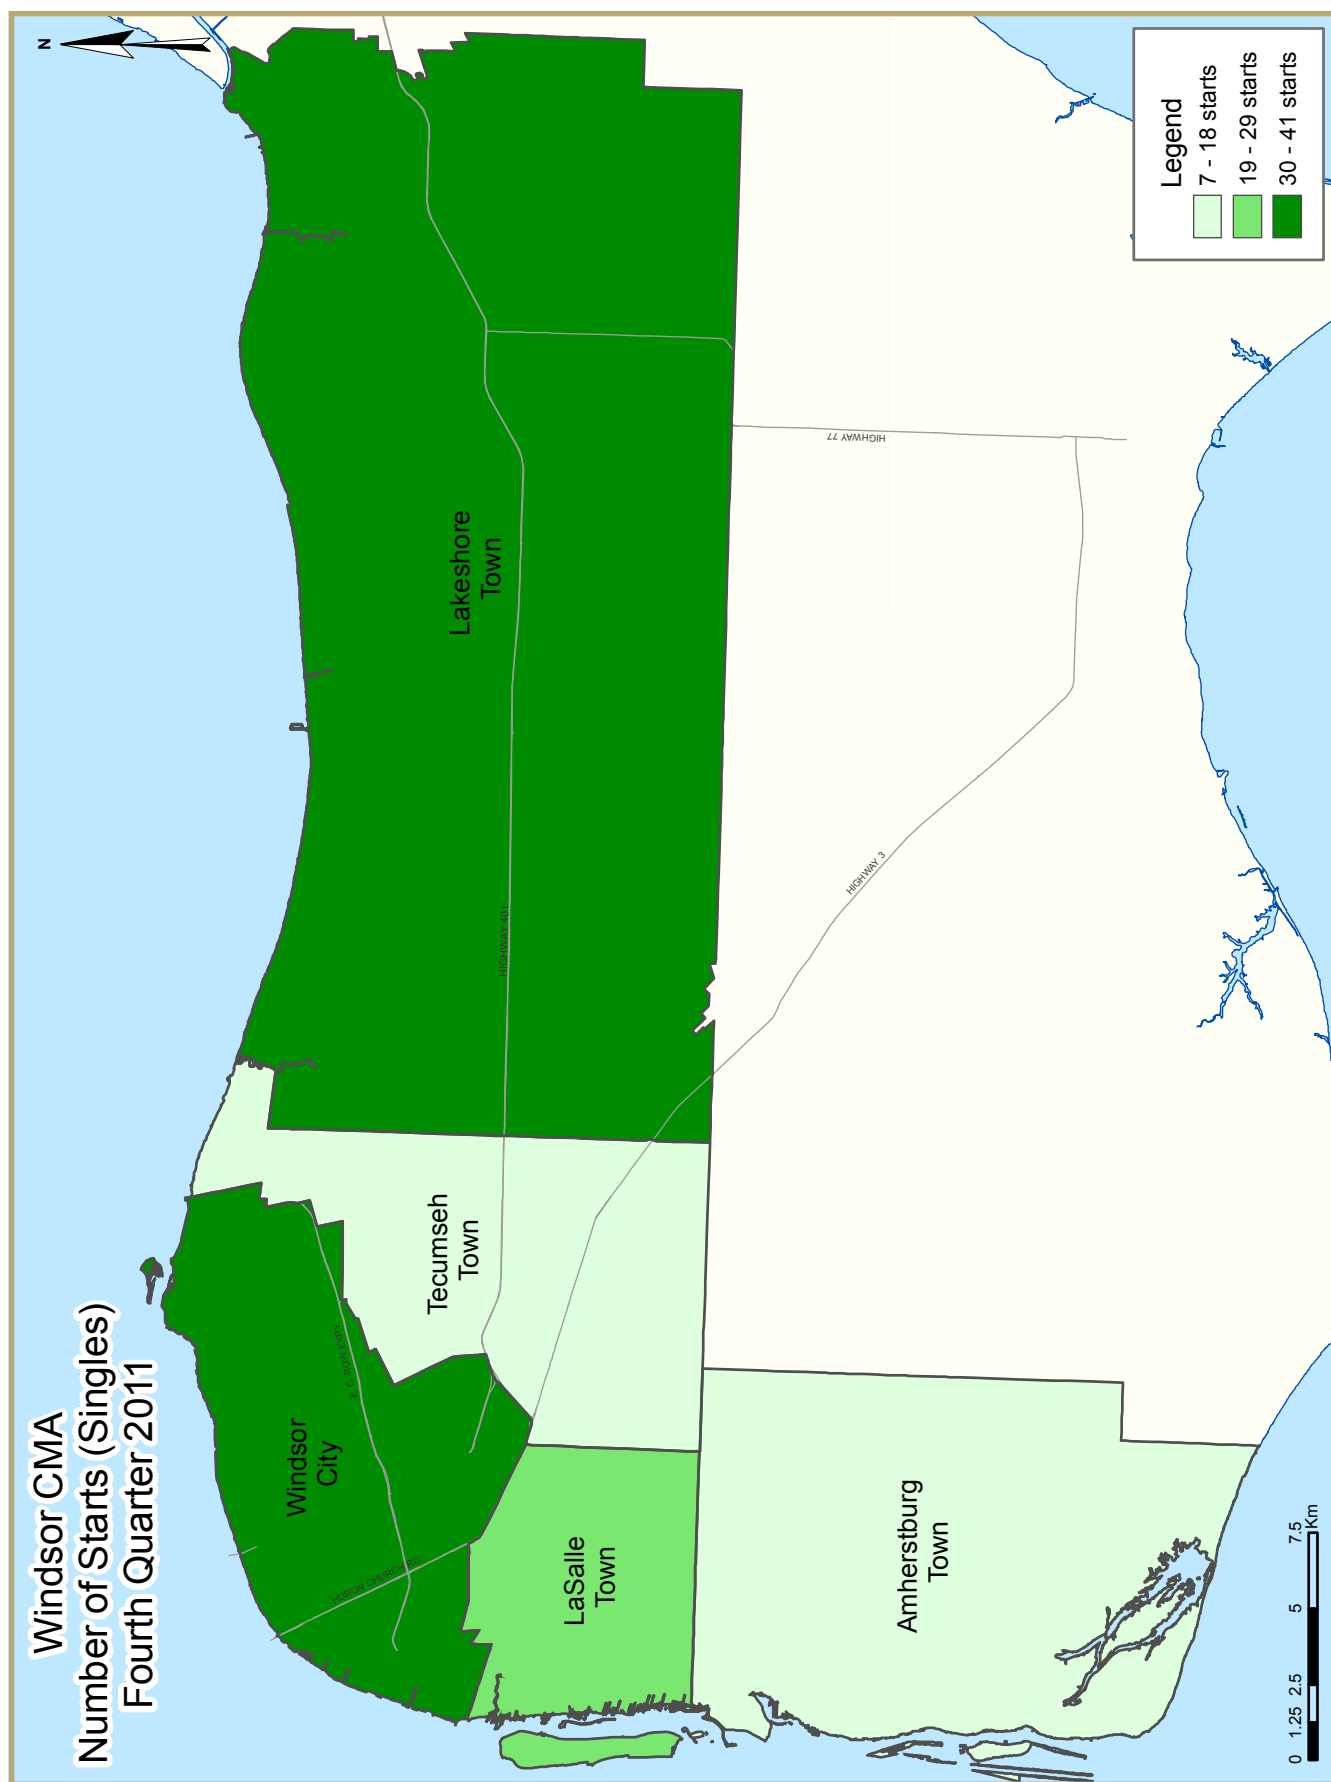 Windsor CMA
Number of Starts (Singles)
Fourth Quarter 2011
N
Windsor
City
E. C. ROW EXPY
HURON CHURCH RD
Tecumseh
Town
Lakeshore
Town
HIGHWAY 401
LaSalle
Town
Amherstburg
Town
HIGHWAY 3
HIGHWAY 77
Legend
7 - 18 starts
19 - 29 starts
30 - 41 starts
0 1.25 2.5 5 7.5
Km